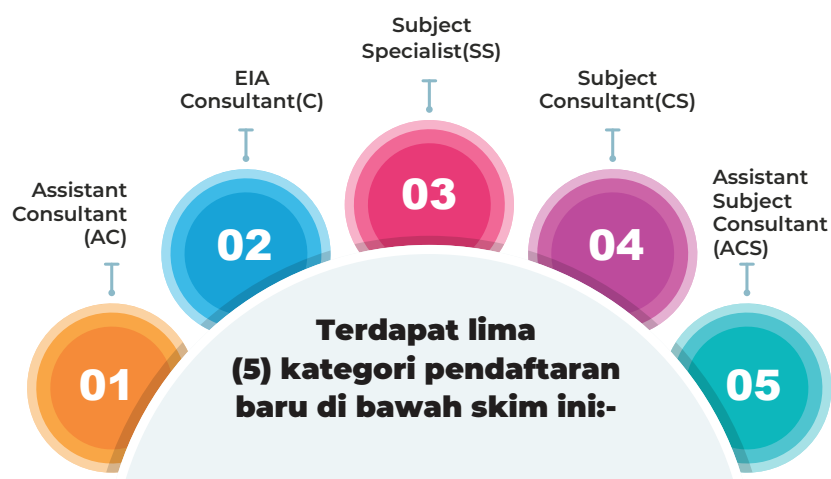 Assistant
Consultant
(AC)
01
EIA
Consultant(C)
02
Subject
Specialist(SS)
03
Subject
Consultant(CS)
04
Assistant
Subject
Consultant
(ACS)
05
Terdapat lima
(5) kategori pendaftaran
baru di bawah skim ini:-